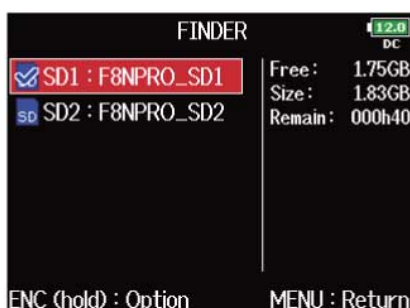 FINDER
12.0
DC
SD1 : F8NPRO_SD1
SD SD2 : F8NPRO_SD2
Free : 1.75GB
Size : 1.83GB
Remain : 000h40
ENC (hold) : Option
MENU : Return